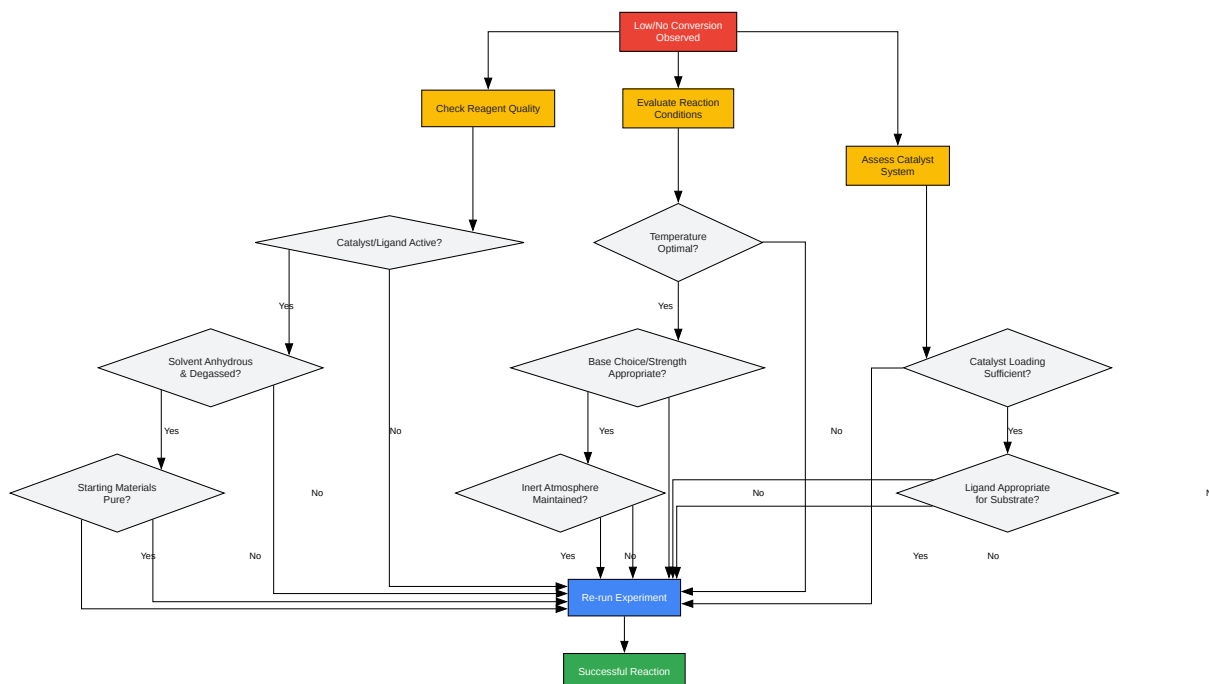 Low/No Conversion
Observed
Check Reagent Quality
Evaluate Reaction
Conditions
Assess Catalyst
System
Catalyst/Ligand Active?
Temperature
Optimal?
Yes
Yes
Solvent Anhydrous
& Degassed?
Base Choice/Strength
Appropriate?
Catalyst Loading
Sufficient?
Yes
No
Yes
No
Yes
Starting Materials
Pure?
No
Inert Atmosphere
Maintained?
No
Ligand Appropriate
for Substrate?
Yes
No
Yes
No
Yes
No
Re-run Experiment
Successful Reaction